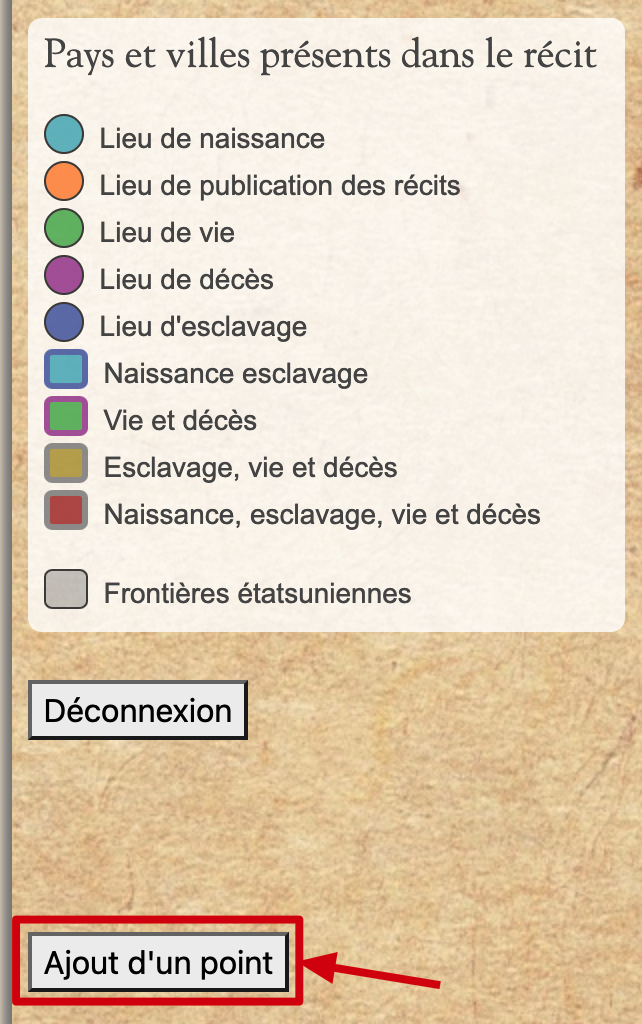 Pays et villes présents dans le récit
Lieu de naissance
Lieu de publication des récits
Lieu de vie
Lieu de décès
Lieu d'esclavage
Naissance esclavage
Vie et décès
Esclavage, vie et décès
Naissance, esclavage, vie et décès
Frontières étatsuniennes
Déconnexion
Ajout d'un point